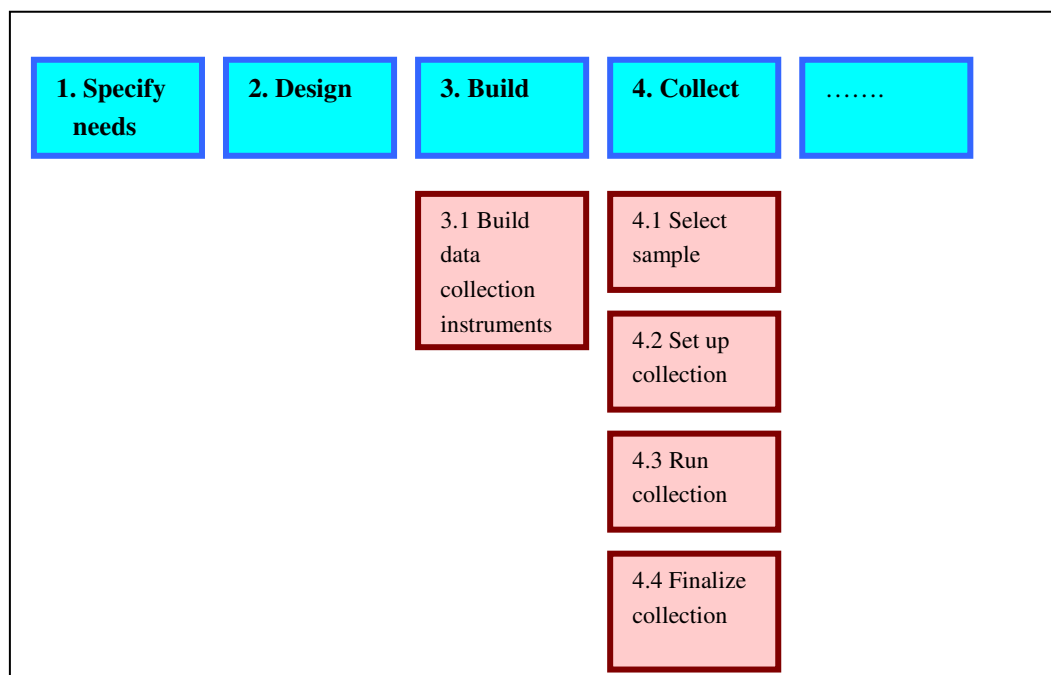 1. Specify
needs
2. Design
3. Build
4. Collect
…….
3.1 Build
data
collection
instruments
4.1 Select
sample
4.2 Set up
collection
4.3 Run
collection
4.4 Finalize
collection